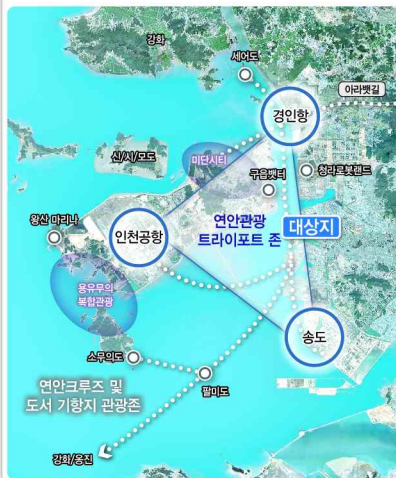 강화
세어도
아라뱃길
경인항
신/시/모도
미단시티
구읍뱃터
청라로봇랜드
왕산 마리나
인천공항
연안관광
트라이포트 존
대상지
용유무의
복합관광
송도
소무의도
팔미도
연안크루즈 및
도서 기항지 관광존
강화/옹진